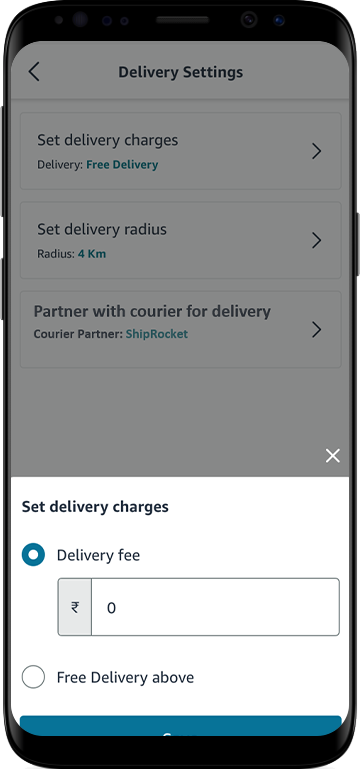 Delivery Settings
Set delivery charges
Delivery: Free Delivery
Set delivery radius
Radius: 4 Km
Partner with courier for delivery
Courier Partner: ShipRocket
Set delivery charges
Delivery fee
₹ 0
Free Delivery above